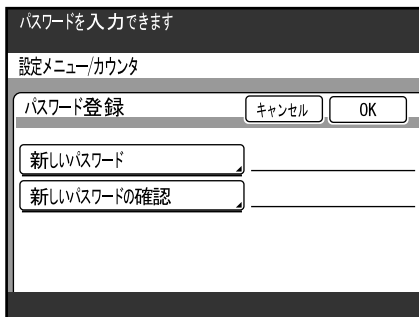 パスワードを入力できます
設定メニュー/カウンタ
パスワード登録 キャンセル OK
新しいパスワード
新しいパスワードの確認